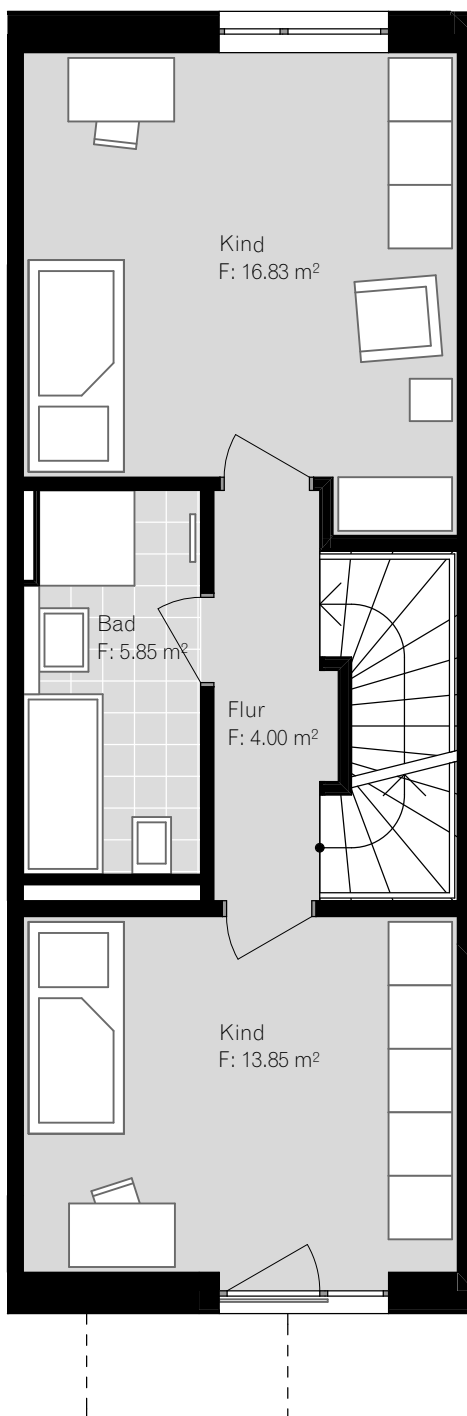 Kind
F: 16.83 m²
Bad
F: 5.85 m²
Flur
F: 4.00 m²
Kind
F: 13.85 m²